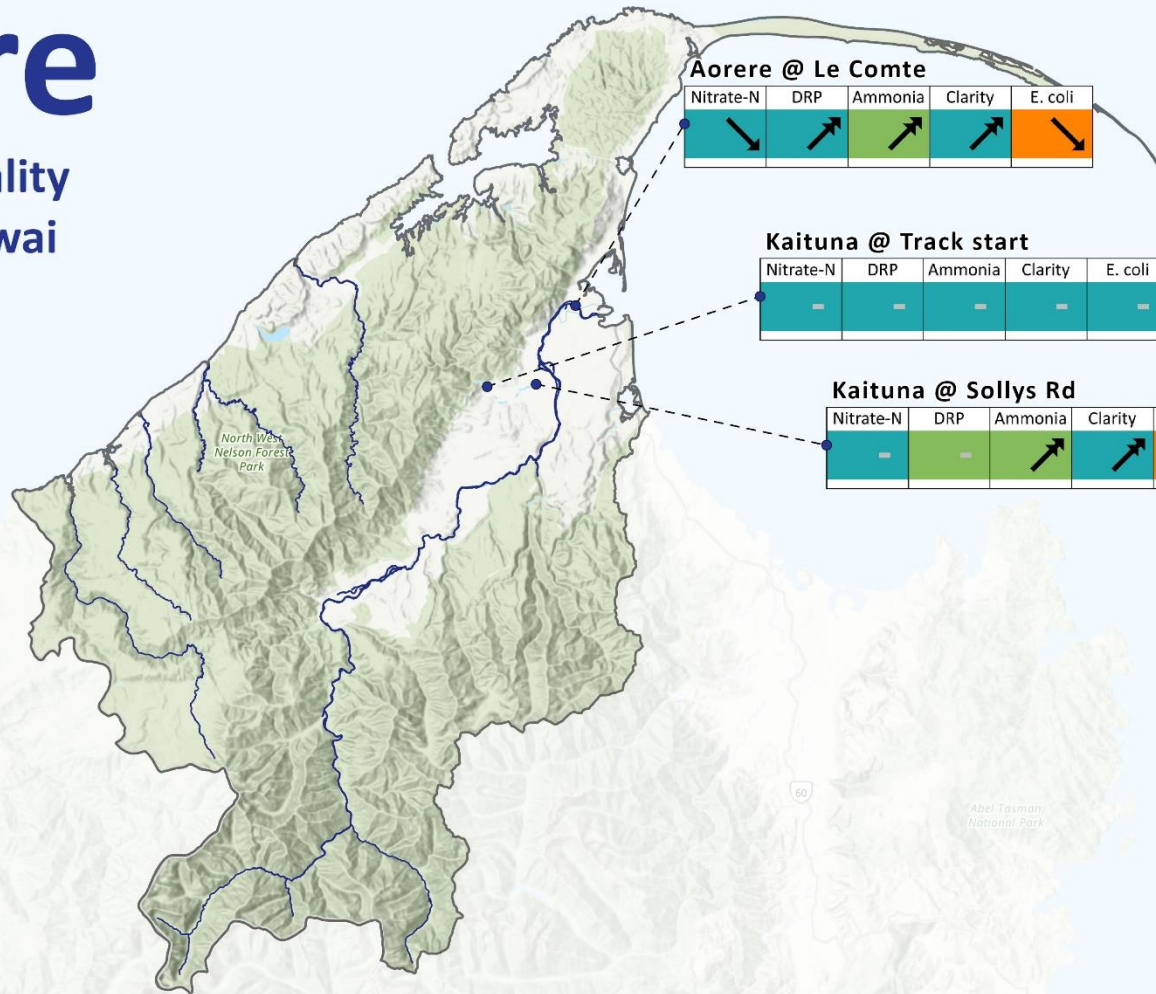 re
ality
wai
Aorere @ Le Comte
Nitrate-N DRP Ammonia Clarity E. coli
Kaituna @ Track start
Nitrate-N DRP Ammonia Clarity E. coli
Kaituna @ Sollys Rd
Nitrate-N DRP Ammonia Clarity
North West
Nelson Forest
Park
60
Abel Tasman
National Park